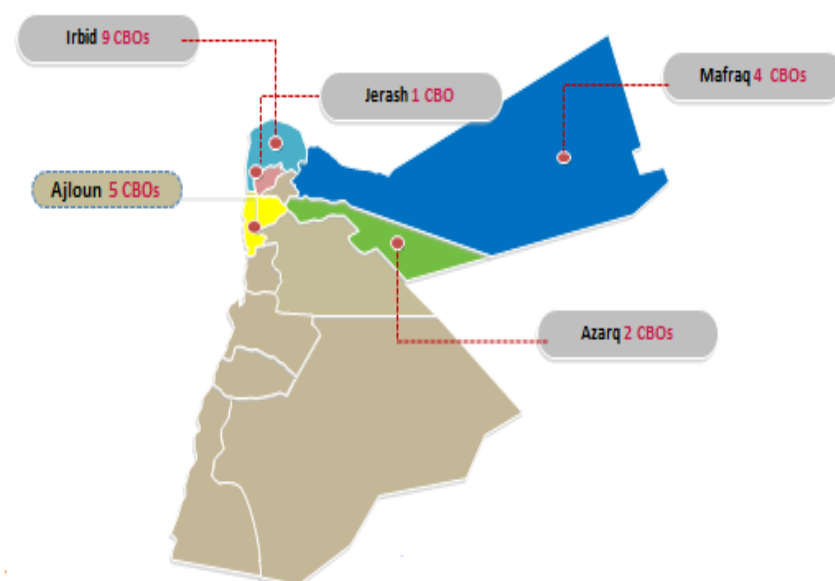 Irbid 9 CBOs
Jerash 1 CBO
Mafraq 4 CBOs
Ajloun 5 CBOs
Azarq 2 CBOs